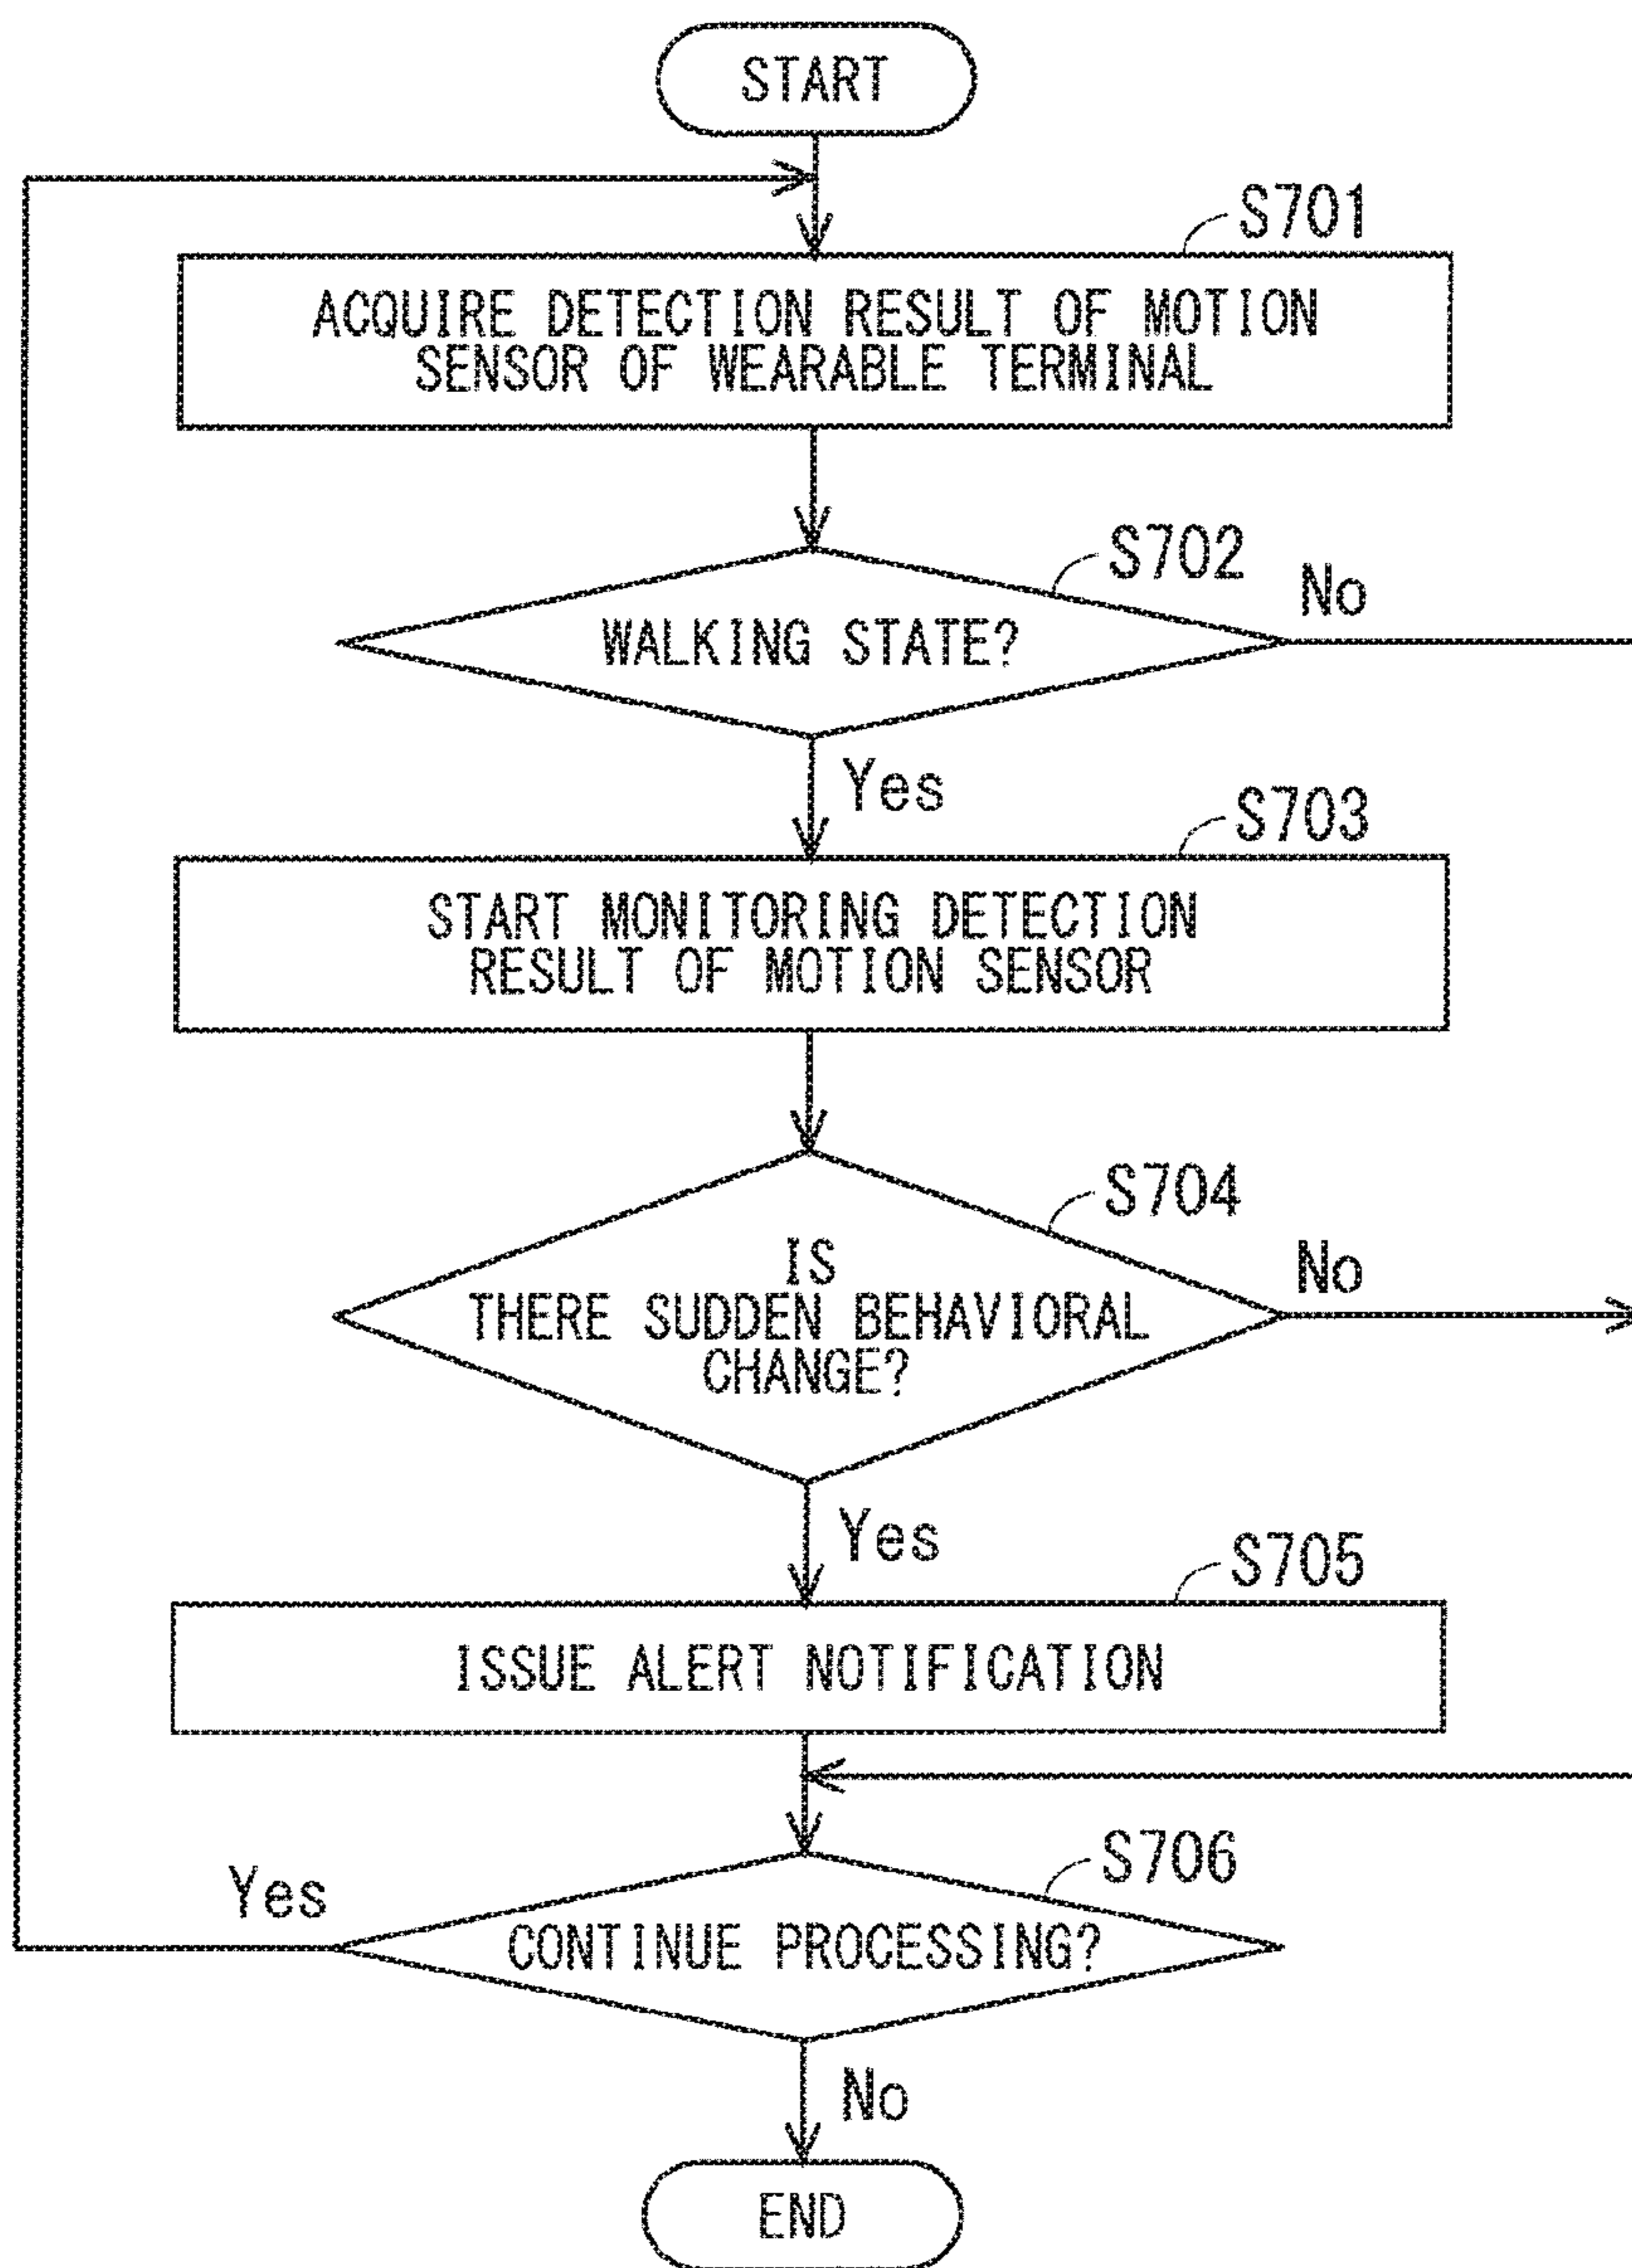 START
S701
ACQUIRE DETECTION RESULT OF MOTION
SENSOR OF WEARABLE TERMINAL
S702
No
WALKING STATE?
Yes
S703
START MONITORING DETECTION
RESULT OF MOTION SENSOR
S704
No
IS
THERE SUDDEN BEHAVIORAL
CHANGE?
Yes
S705
ISSUE ALERT NOTIFICATION
S706
Yes
CONTINUE PROCESSING?
No
END